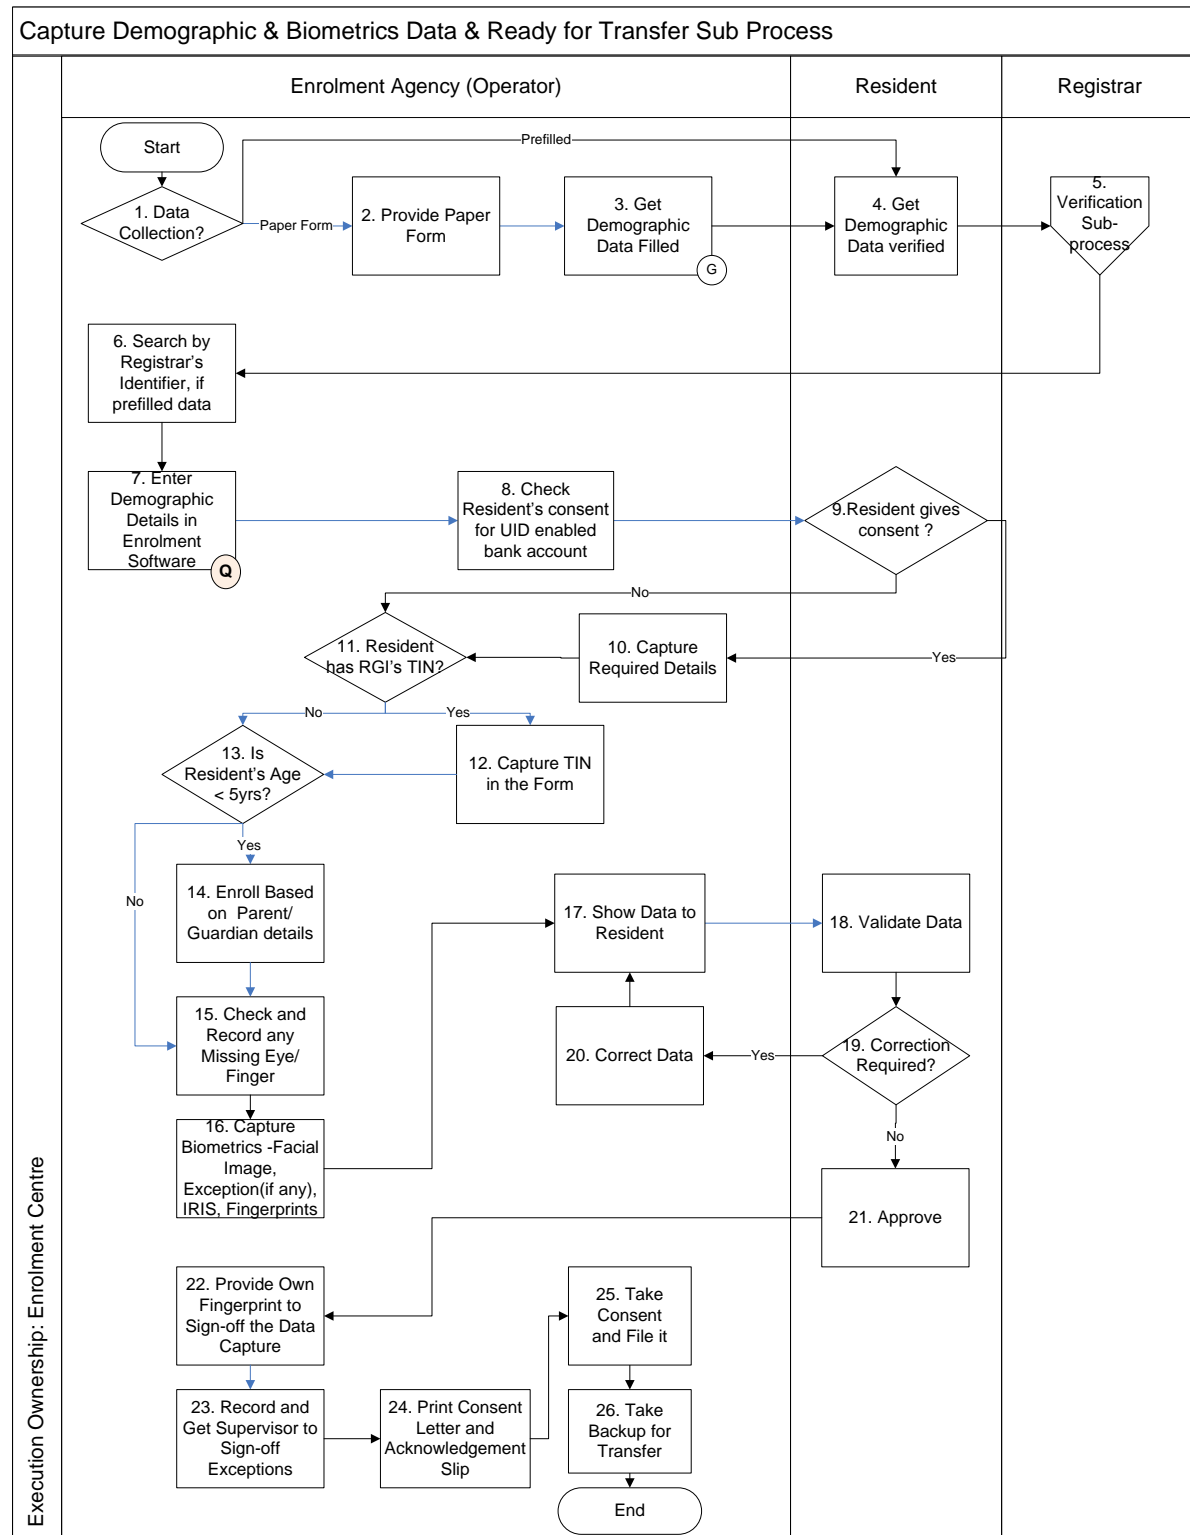 Capture Demographic & Biometrics Data & Ready for Transfer Sub Process
Execution Ownership: Enrolment Centre
Enrolment Agency (Operator)
Resident
Registrar
Start
Prefilled
1. Data
Collection?
Paper Form
2. Provide Paper
Form
3. Get
Demographic
Data Filled
G
4. Get
Demographic
Data verified
5.
Verification
Sub-
process
6. Search by
Registrar's
Identifier, if
prefilled data
7. Enter
Demographic
Details in
Enrolment
Software
Q
8. Check
Resident's consent
for UID enabled
bank account
9.Resident gives
consent ?
No
Yes
10. Capture
Required Details
11. Resident
has RGI's TIN?
No
Yes
12. Capture TIN
in the Form
13. Is
Resident's Age
< 5yrs?
Yes
No
14. Enroll Based
on Parent/
Guardian details
15. Check and
Record any
Missing Eye/
Finger
16. Capture
Biometrics -Facial
Image,
Exception(if any),
IRIS, Fingerprints
17. Show Data to
Resident
18. Validate Data
19. Correction
Required?
Yes
20. Correct Data
No
21. Approve
22. Provide Own
Fingerprint to
Sign-off the Data
Capture
23. Record and
Get Supervisor to
Sign-off
Exceptions
24. Print Consent
Letter and
Acknowledgement
Slip
25. Take
Consent
and File it
26. Take
Backup for
Transfer
End